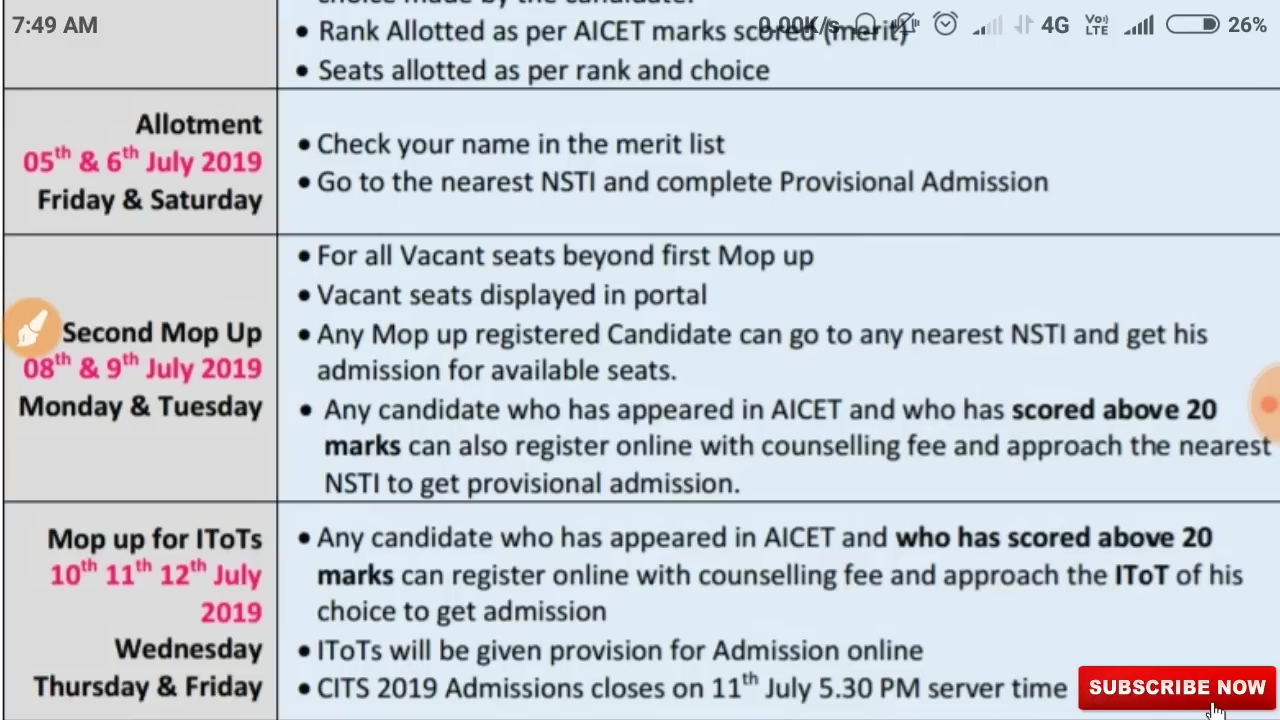 7:49 AM
0.00K/s
4G
Vo)
LTE
26%
choice made by the candidate.
• Rank Allotted as per AICET marks scored (merit)
• Seats allotted as per rank and choice
Allotment
05th & 6th July 2019
Friday & Saturday
• Check your name in the merit list
• Go to the nearest NSTI and complete Provisional Admission
Second Mop Up
08th & 9th July 2019
Monday & Tuesday
• For all Vacant seats beyond first Mop up
• Vacant seats displayed in portal
• Any Mop up registered Candidate can go to any nearest NSTI and get his
admission for available seats.
• Any candidate who has appeared in AICET and who has scored above 20
marks can also register online with counselling fee and approach the nearest
NSTI to get provisional admission.
Mop up for IToTs
10th 11th 12th July
2019
Wednesday
Thursday & Friday
• Any candidate who has appeared in AICET and who has scored above 20
marks can register online with counselling fee and approach the IToT of his
choice to get admission
• IToTs will be given provision for Admission online
• CITS 2019 Admissions closes on 11th July 5.30 PM server time
SUBSCRIBE NOW